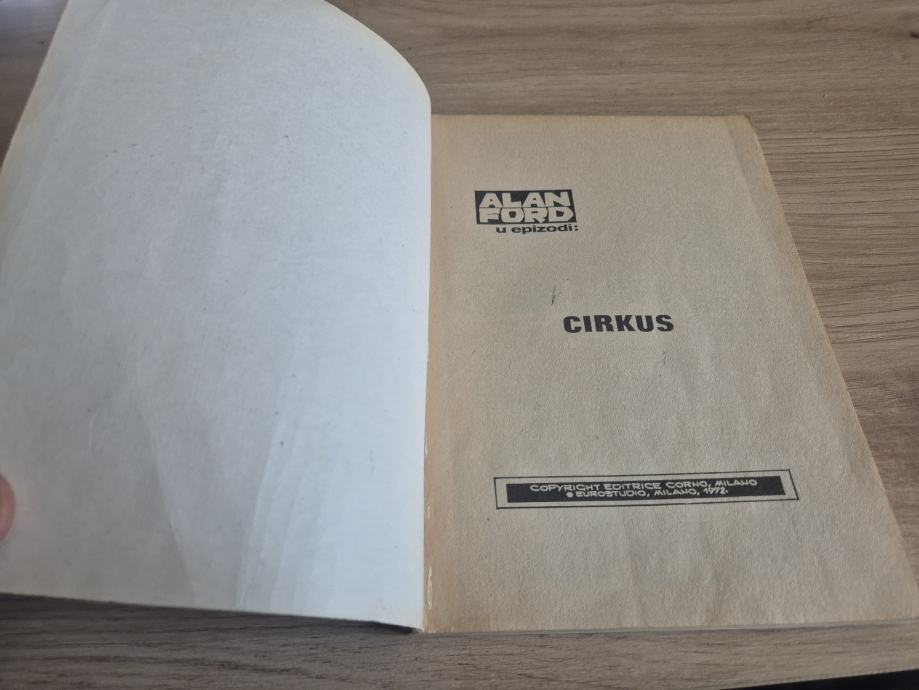 ALAN
FORD
u epizodi:
CIRKUS
COPYRIGHT EDITRICE CORNO, MILANO
© EUROSTUDIO, MILANO, 1972.